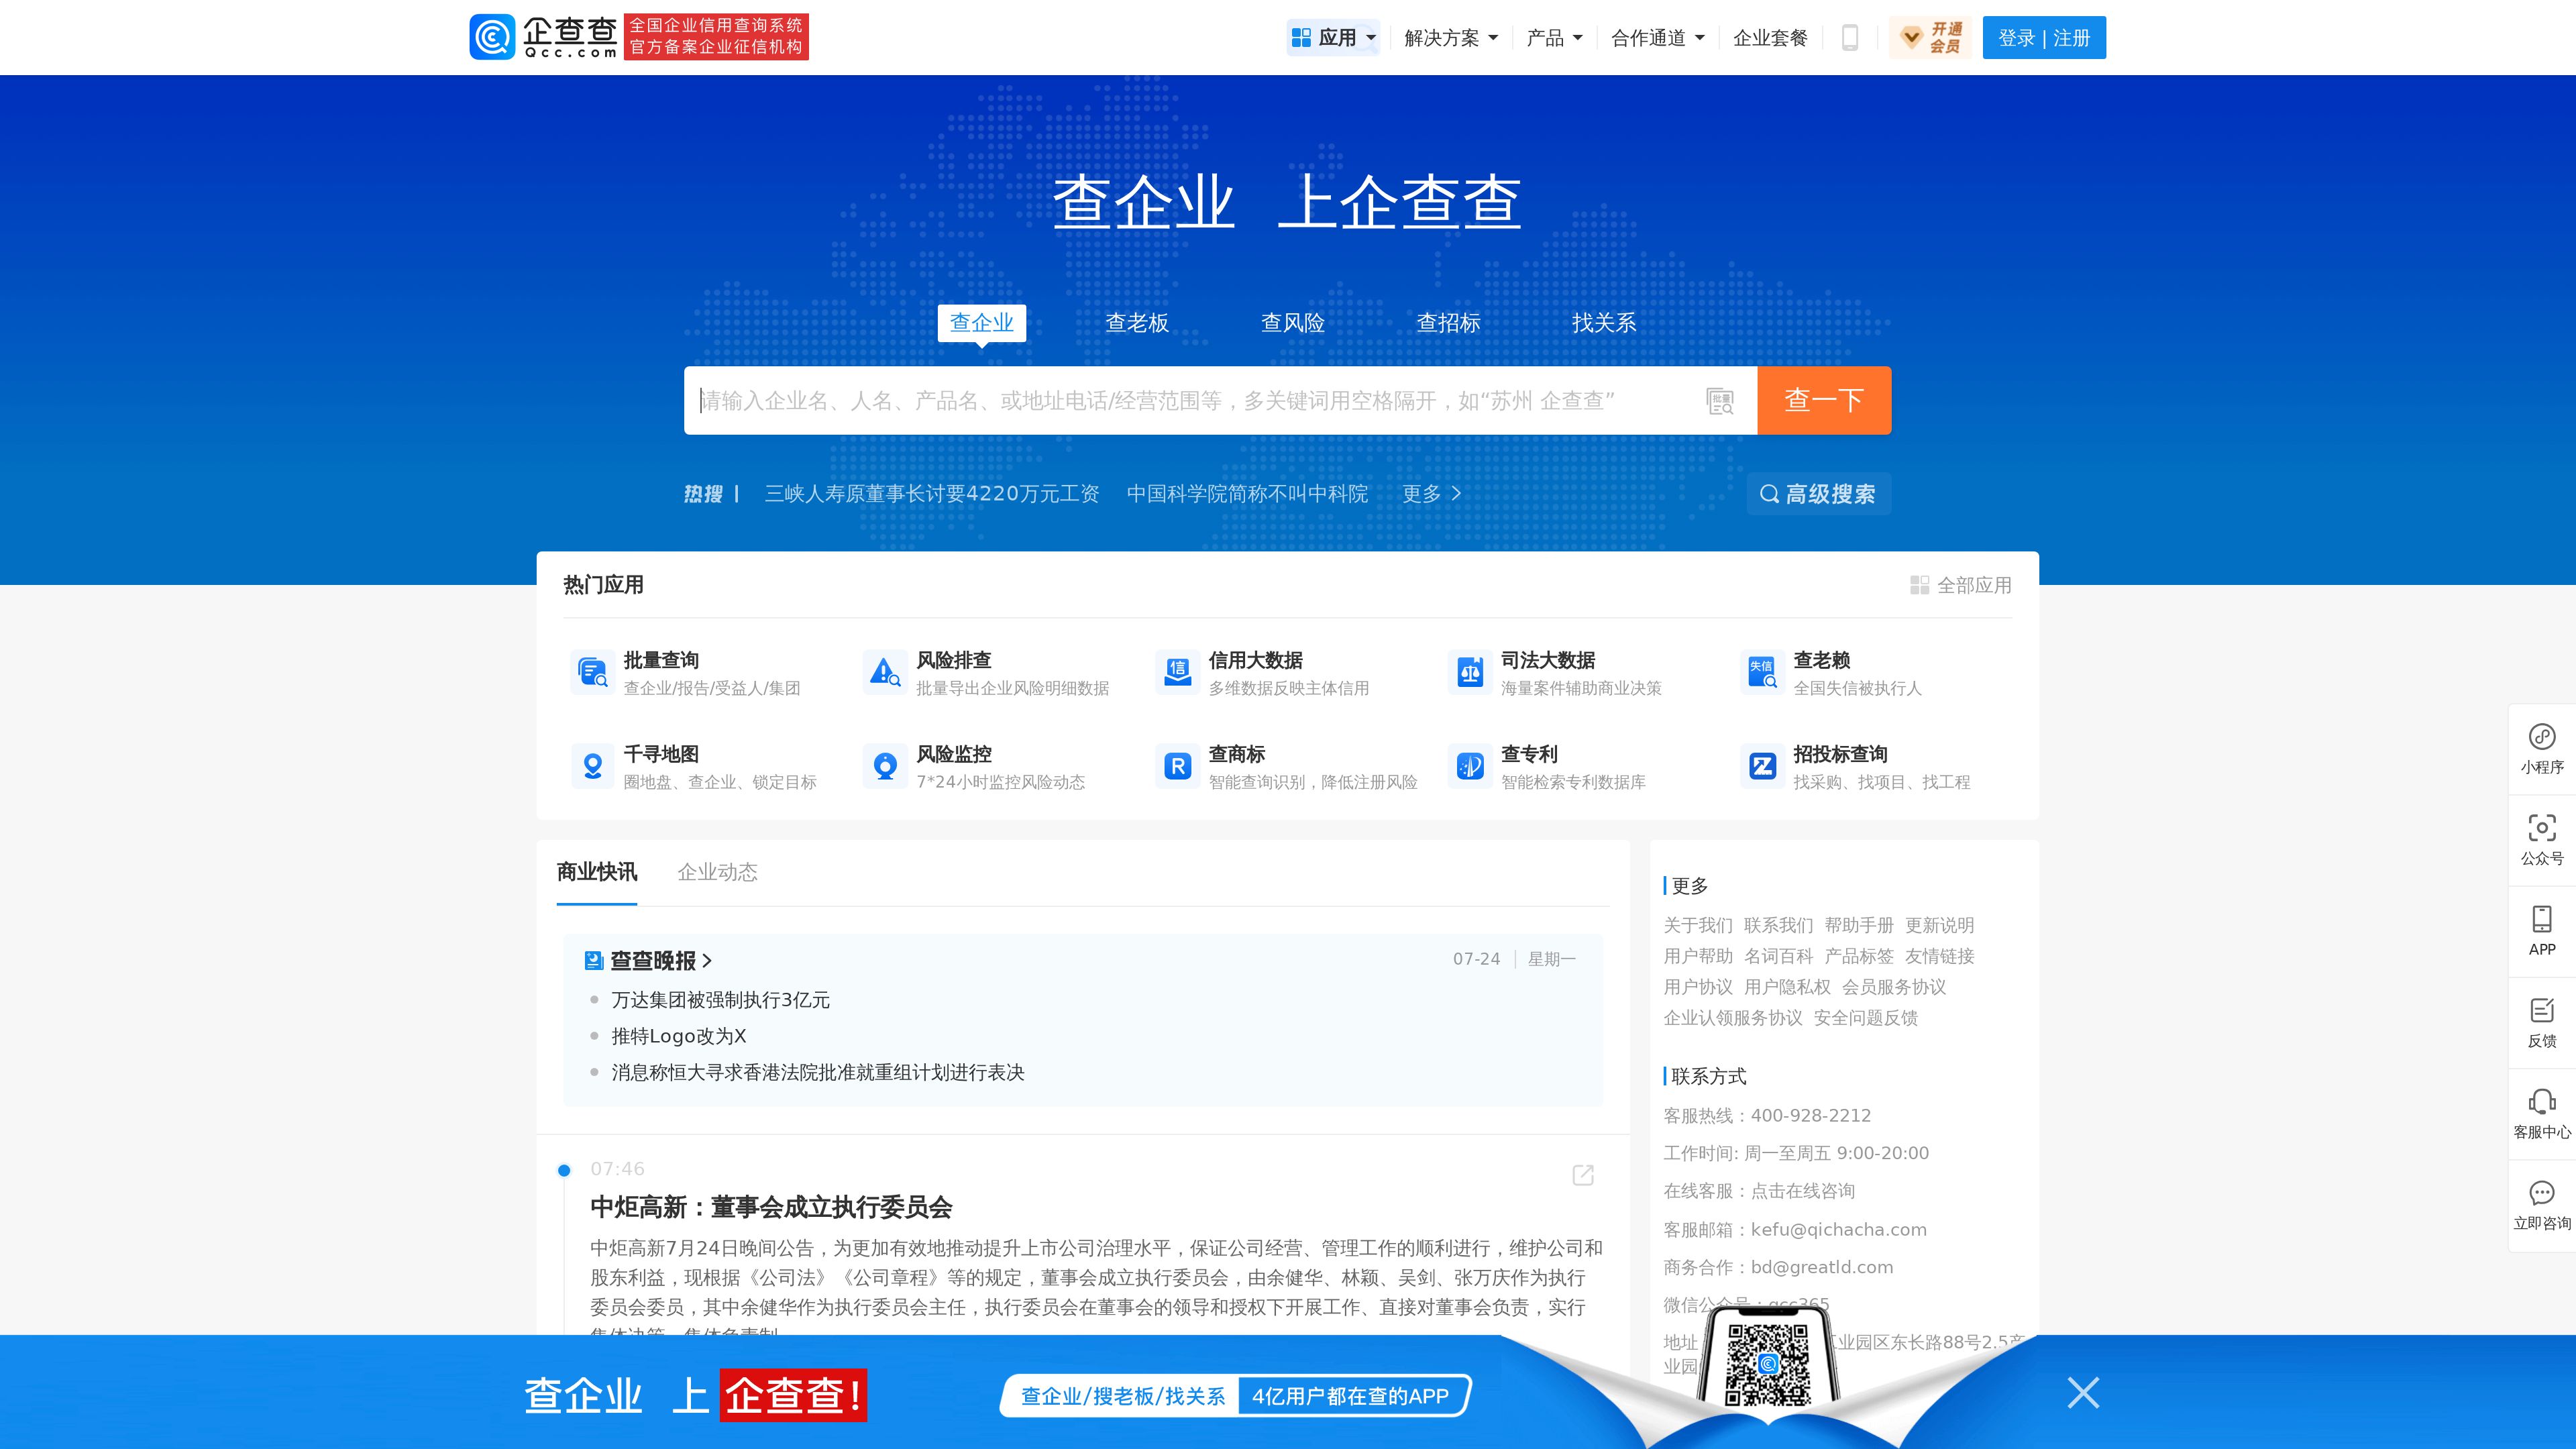 企查查
Qcc.com
全国企业信用查询系统
官方备案企业征信机构
应用
解决方案
产品
合作通道
企业套餐
开通
会员
登录 | 注册
查企业 上企查查
查企业
查老板
查风险
查招标
找关系
请输入企业名、人名、产品名、或地址电话/经营范围等，多关键词用空格隔开，如“苏州 企查查”
批量
查一下
热搜
三峡人寿原董事长讨要4220万元工资
中国科学院简称不叫中科院
更多
高级搜索
热门应用
全部应用
批量查询
查企业/报告/受益人/集团
风险排查
批量导出企业风险明细数据
信
信用大数据
多维数据反映主体信用
司法大数据
海量案件辅助商业决策
失信
查老赖
全国失信被执行人
千寻地图
圈地盘、查企业、锁定目标
风险监控
7*24小时监控风险动态
R
查商标
智能查询识别，降低注册风险
查专利
智能检索专利数据库
招投标查询
找采购、找项目、找工程
商业快讯
企业动态
查查晚报
07-24
星期一
万达集团被强制执行3亿元
推特Logo改为X
消息称恒大寻求香港法院批准就重组计划进行表决
07:46
中炬高新：董事会成立执行委员会
中炬高新7月24日晚间公告，为更加有效地推动提升上市公司治理水平，保证公司经营、管理工作的顺利进行，维护公司和
股东利益，现根据《公司法》《公司章程》等的规定，董事会成立执行委员会，由余健华、林颖、吴剑、张万庆作为执行
委员会委员，其中余健华作为执行委员会主任，执行委员会在董事会的领导和授权下开展工作、直接对董事会负责，实行
更多
关于我们 联系我们 帮助手册 更新说明
用户帮助 名词百科 产品标签 友情链接
用户协议 用户隐私权 会员服务协议
企业认领服务协议 安全问题反馈
联系方式
客服热线：400-928-2212
工作时间: 周一至周五 9:00-20:00
在线客服：点击在线咨询
客服邮箱：kefu@qichacha.com
商务合作：bd@greatld.com
微信公众号：qcc365
地址
业园区东长路88号2.5产
业园
小程序
公众号
APP
反馈
客服中心
立即咨询
查企业 上 企查查!
查企业/搜老板/找关系
4亿用户都在查的APP